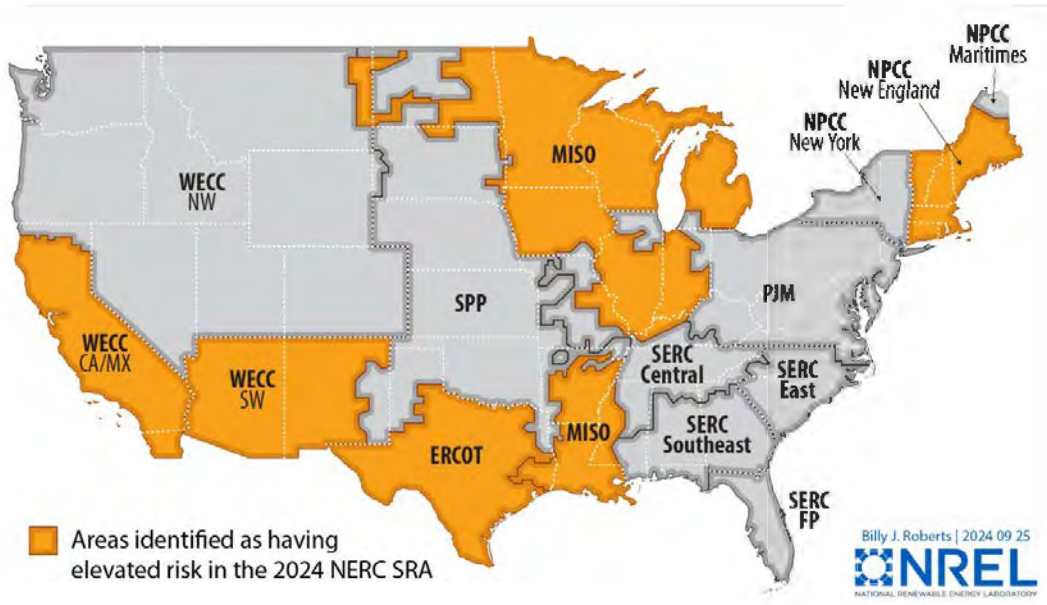 NPCC
Maritimes
NPCC
New England
NPCC
New York
MISO
WECC
NW
SPP
PJM
WECC
CA/MX
WECC
SW
SERC
Central
SERC
East
MISO
SERC
Southeast
ERCOT
SERC
FP
Areas identified as having
elevated risk in the 2024 NERC SRA
Billy J. Roberts | 2024 09 25
NREL
NATIONAL RENEWABLE ENERGY LABORATORY